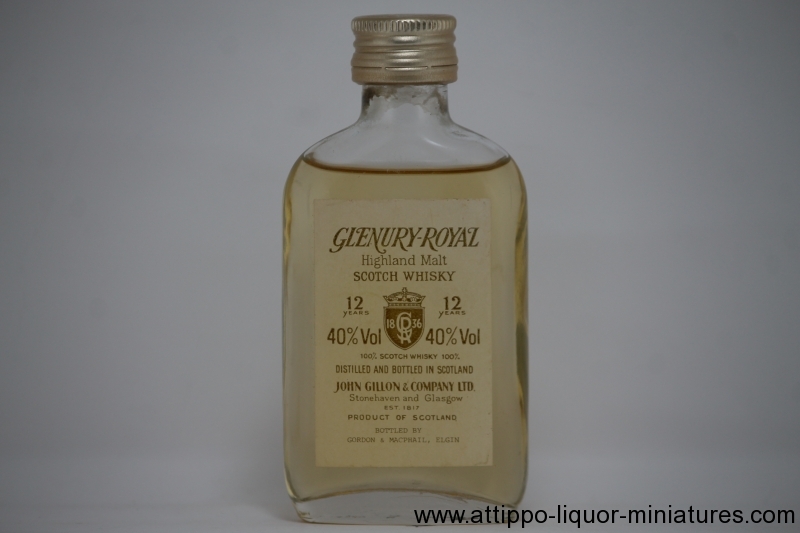 GLENURY-ROYAL
Highland Malt
SCOTCH WHISKY
12 12
YEARS YEARS
18 36
40% Vol 40% Vol
100% SCOTCH WHISKY 100%
DISTILLED AND BOTTLED IN SCOTLAND
JOHN GILLON & COMPANY LTD.
Stonehaven and Glasgow
EST. 1817
PRODUCT OF SCOTLAND
BOTTLED BY
GORDON & MACPHAIL, ELGIN
www.attippo-liquor-miniatures.com